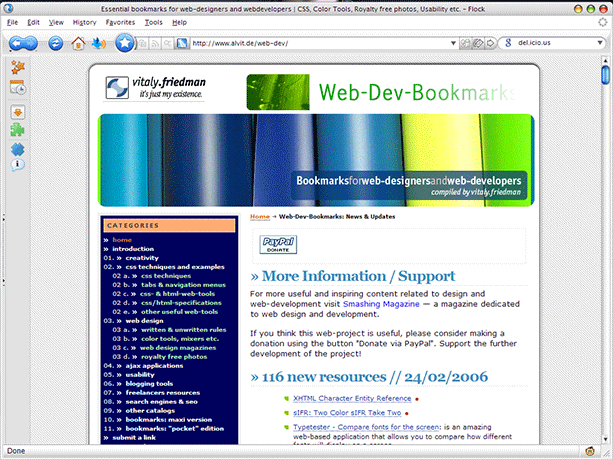 Essential bookmarks for web-designers and webdevelopers | CSS, Color Tools, Royalty free photos, Usability etc. - Flock
File Edit View History Favorites Tools Help
http://www.alvit.de/web-dev/
del.icio.us
vitaly.friedman
it's just my existence.
Web-Dev-Bookmarks
Bookmarksforweb-designersandweb-developers
compiled by vitaly.friedman
CATEGORIES
» home
» introduction
01. » creativity
02. » css techniques and examples
02 a. » css techniques
02 b. » tabs & navigation menus
02 c. » css- & html-web-tools
02 d. » css/html-specifications
02 e. » other useful web-tools
03. » web design
03 a. » written & unwritten rules
03 b. » color tools, mixers etc.
03 c. » web design magazines
03 d. » royalty free photos
04. » ajax applications
05. » usability
06. » blogging tools
07. » freelancers resources
08. » search engines & seo
09. » other catalogs
10. » bookmarks: maxi version
11. » bookmarks: "pocket" edition
» submit a link
Home → Web-Dev-Bookmarks: News & Updates
PayPal
DONATE
» More Information / Support
For more useful and inspiring content related to design and
web-development visit Smashing Magazine — a magazine dedicated
to web design and development.
If you think this web-project is useful, please consider making a
donation using the button "Donate via PayPal". Support the further
development of the project!
» 116 new resources // 24/02/2006
XHTML Character Entity Reference
sIFR: Two Color sIFR Take Two
Typetester - Compare fonts for the screen: is an amazing
web-based application that allows you to compare how different
Done